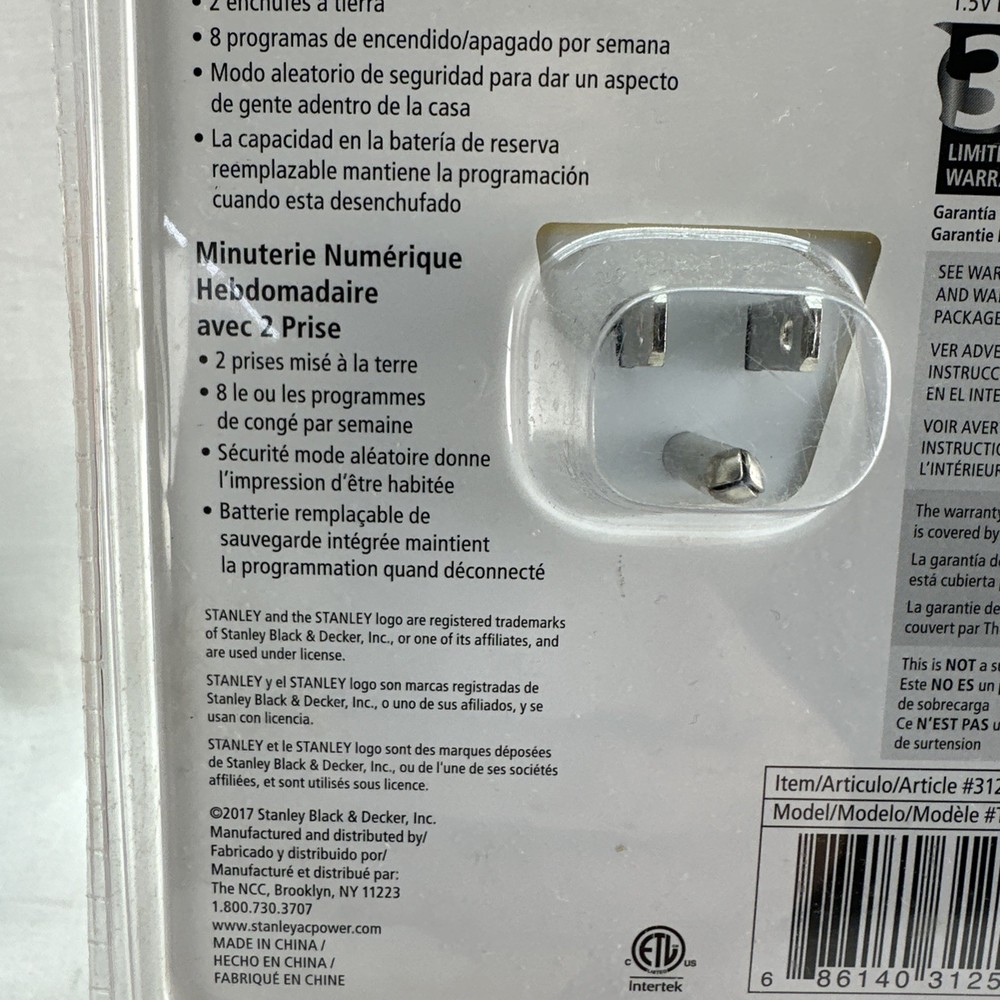 • 2 enchufes a tierra
• 8 programas de encendido/apagado por semana
• Modo aleatorio de seguridad para dar un aspecto
de gente adentro de la casa
• La capacidad en la batería de reserva
reemplazable mantiene la programación
cuando esta desenchufado
Minuterie Numérique
Hebdomadaire
avec 2 Prise
• 2 prises misé à la terre
• 8 le ou les programmes
de congé par semaine
• Sécurité mode aléatoire donne
l'impression d'être habitée
• Batterie remplaçable de
sauvegarde intégrée maintient
la programmation quand déconnecté
STANLEY and the STANLEY logo are registered trademarks
of Stanley Black & Decker, Inc., or one of its affiliates, and
are used under license.
STANLEY y el STANLEY logo son marcas registradas de
Stanley Black & Decker, Inc., o uno de sus afiliados, y se
usan con licencia.
STANLEY et le STANLEY logo sont des marques déposées
de Stanley Black & Decker, Inc., ou de l'une de ses sociétés
affiliées, et sont utilisés sous licence.
©2017 Stanley Black & Decker, Inc.
Manufactured and distributed by/
Fabricado y distribuido por/
Manufacturé et distribué par:
The NCC, Brooklyn, NY 11223
1.800.730.3707
www.stanleyacpower.com
MADE IN CHINA /
HECHO EN CHINA /
FABRIQUÉ EN CHINE
C ETL US
LISTED
Intertek
1.5V
3
LIMIT
WARR
Garantía
Garantie
SEE WAR
AND WA
PACKAGE
VER ADVE
INSTRUCC
EN EL INTE
VOIR AVER
INSTRUCTIO
L'INTÉRIEUR
The warranty
is covered by
La garantía d
está cubierta
La garantie de
couvert par Th
This is NOT a su
Este NO ES un
de sobrecarga
Ce N'EST PAS u
de surtension
Item/Articulo/Article #312
Model/Modelo/Modèle #
6 86140 3125